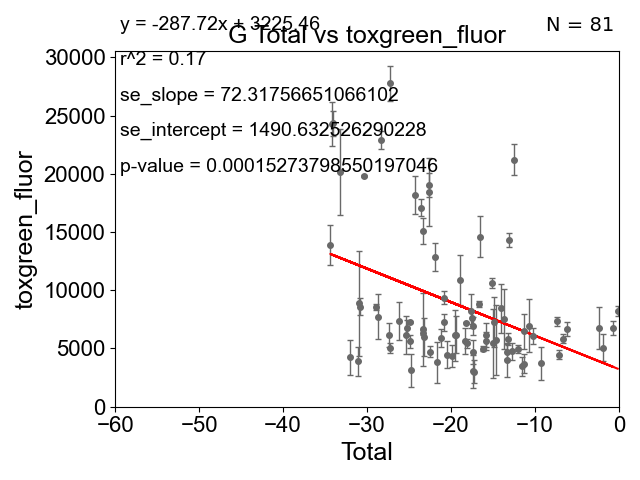 y = -287.72x + 3225.46
N = 81
G Total vs toxgreen_fluor
r^2 = 0.17
se_slope = 72.31756651066102
se_intercept = 1490.632526290228
p-value = 0.00015273798550197046
30000
25000
20000
15000
10000
5000
0
toxgreen_fluor
−60 −50 −40 −30 −20 −10 0
Total